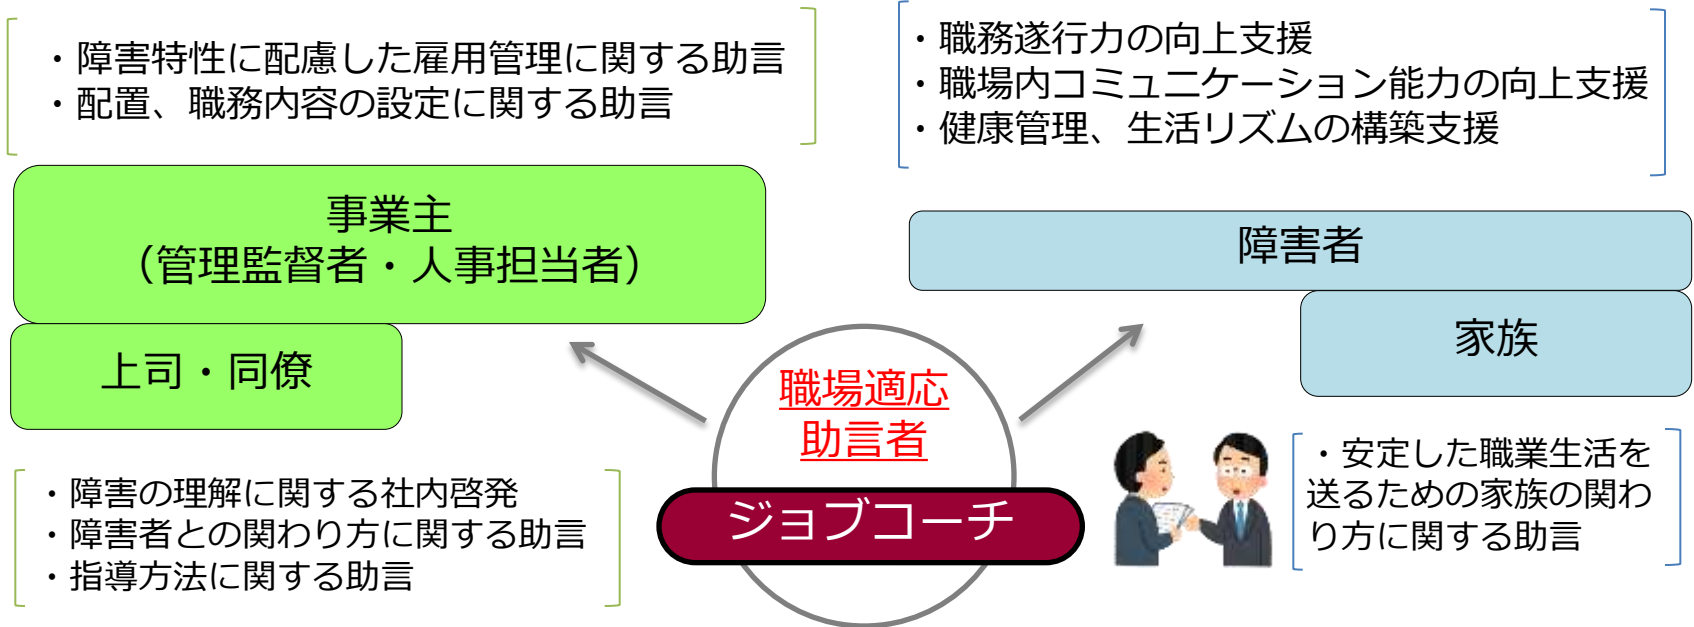 ・障害特性に配慮した雇用管理に関する助言
・配置、職務内容の設定に関する助言
事業主
（管理監督者・人事担当者）
上司・同僚
・障害の理解に関する社内啓発
・障害者との関わり方に関する助言
・指導方法に関する助言
職場適応
助言者
ジョブコーチ
・職務遂行力の向上支援
・職場内コミュニケーション能力の向上支援
・健康管理、生活リズムの構築支援
障害者
家族
・安定した職業生活を
送るための家族の関わ
り方に関する助言